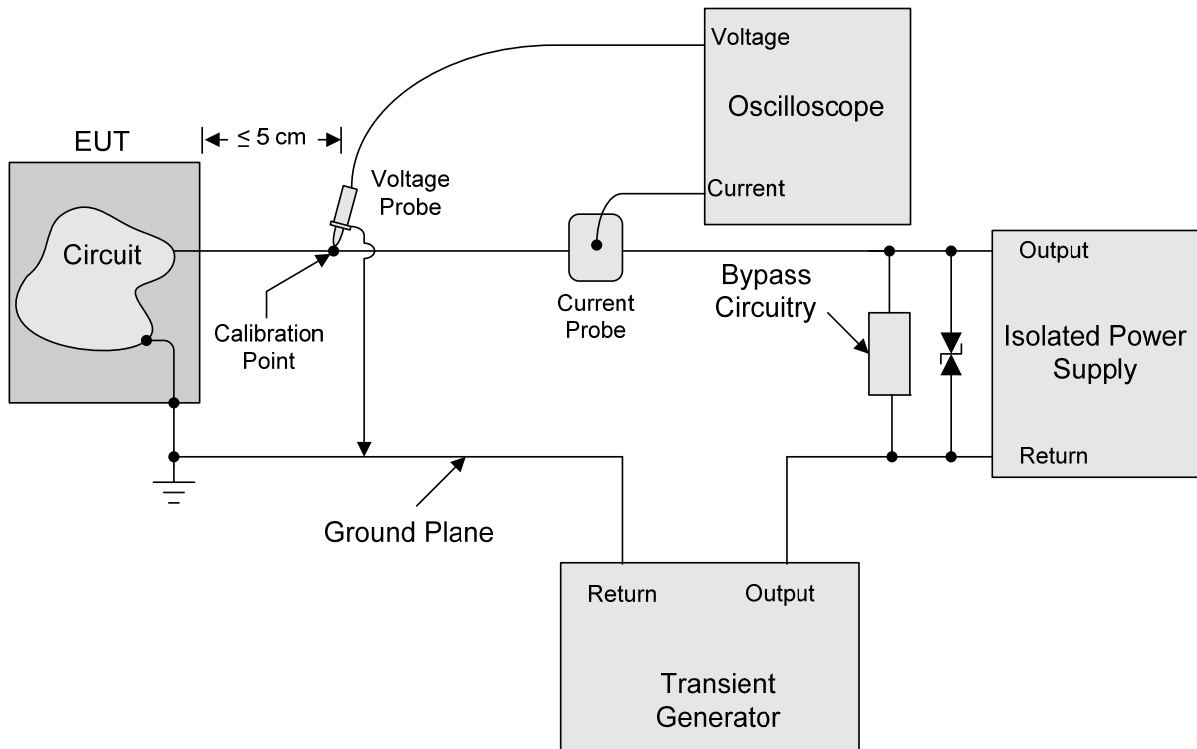 Voltage
Oscilloscope
EUT
≤ 5 cm
Voltage
Probe
Current
Circuit
Output
Bypass
Circuitry
Calibration
Point
Current
Probe
Isolated Power
Supply
Return
Ground Plane
Return
Output
Transient
Generator